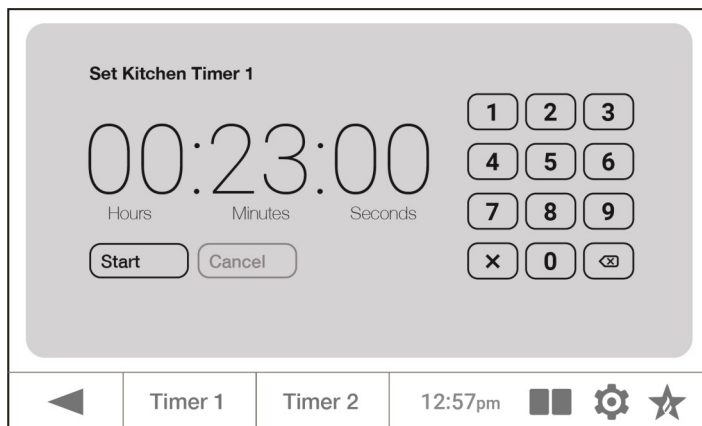 Set Kitchen Timer 1
00:23:00
Hours Minutes Seconds
Start Cancel
1 2 3
4 5 6
7 8 9
× 0 ⌫
Timer 1 Timer 2 12:57pm